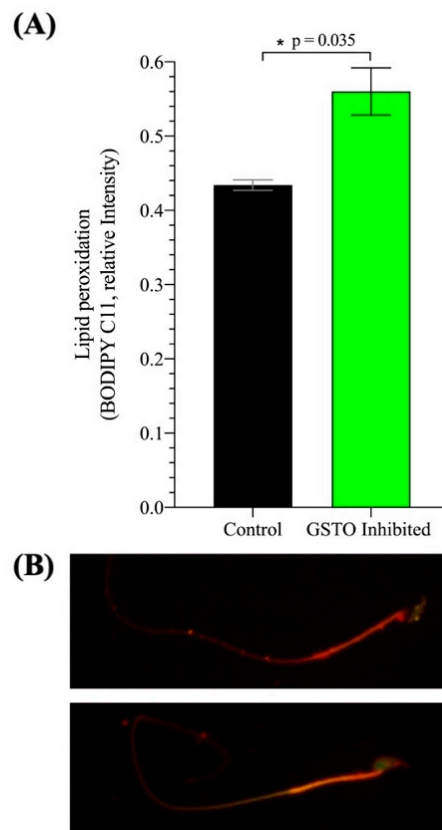 (A)
* p = 0.035
0.6
0.5
0.4
0.3
0.2
0.1
0.0
Lipid peroxidation
(BODIPY C11, relative Intensity)
Control GSTO Inhibited
(B)